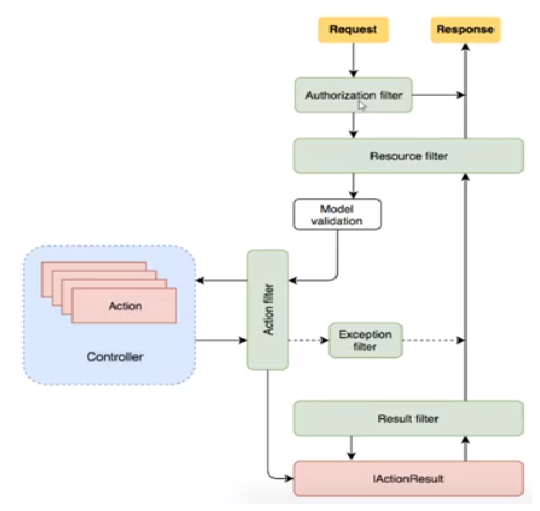 Request
Response
Authorization filter
Resource filter
Model
validation
Action filter
Action
Controller
Exception
filter
Result filter
IActionResult